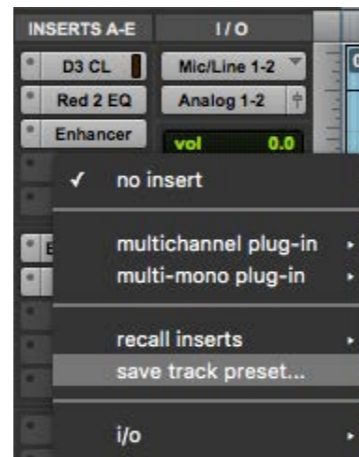 INSERTS A-E
I / O
D3 CL
Mic/Line 1-2
Red 2 EQ
Analog 1-2
Enhancer
vol 0.0
✓ no insert
multichannel plug-in
multi-mono plug-in
recall inserts
save track preset...
i/o